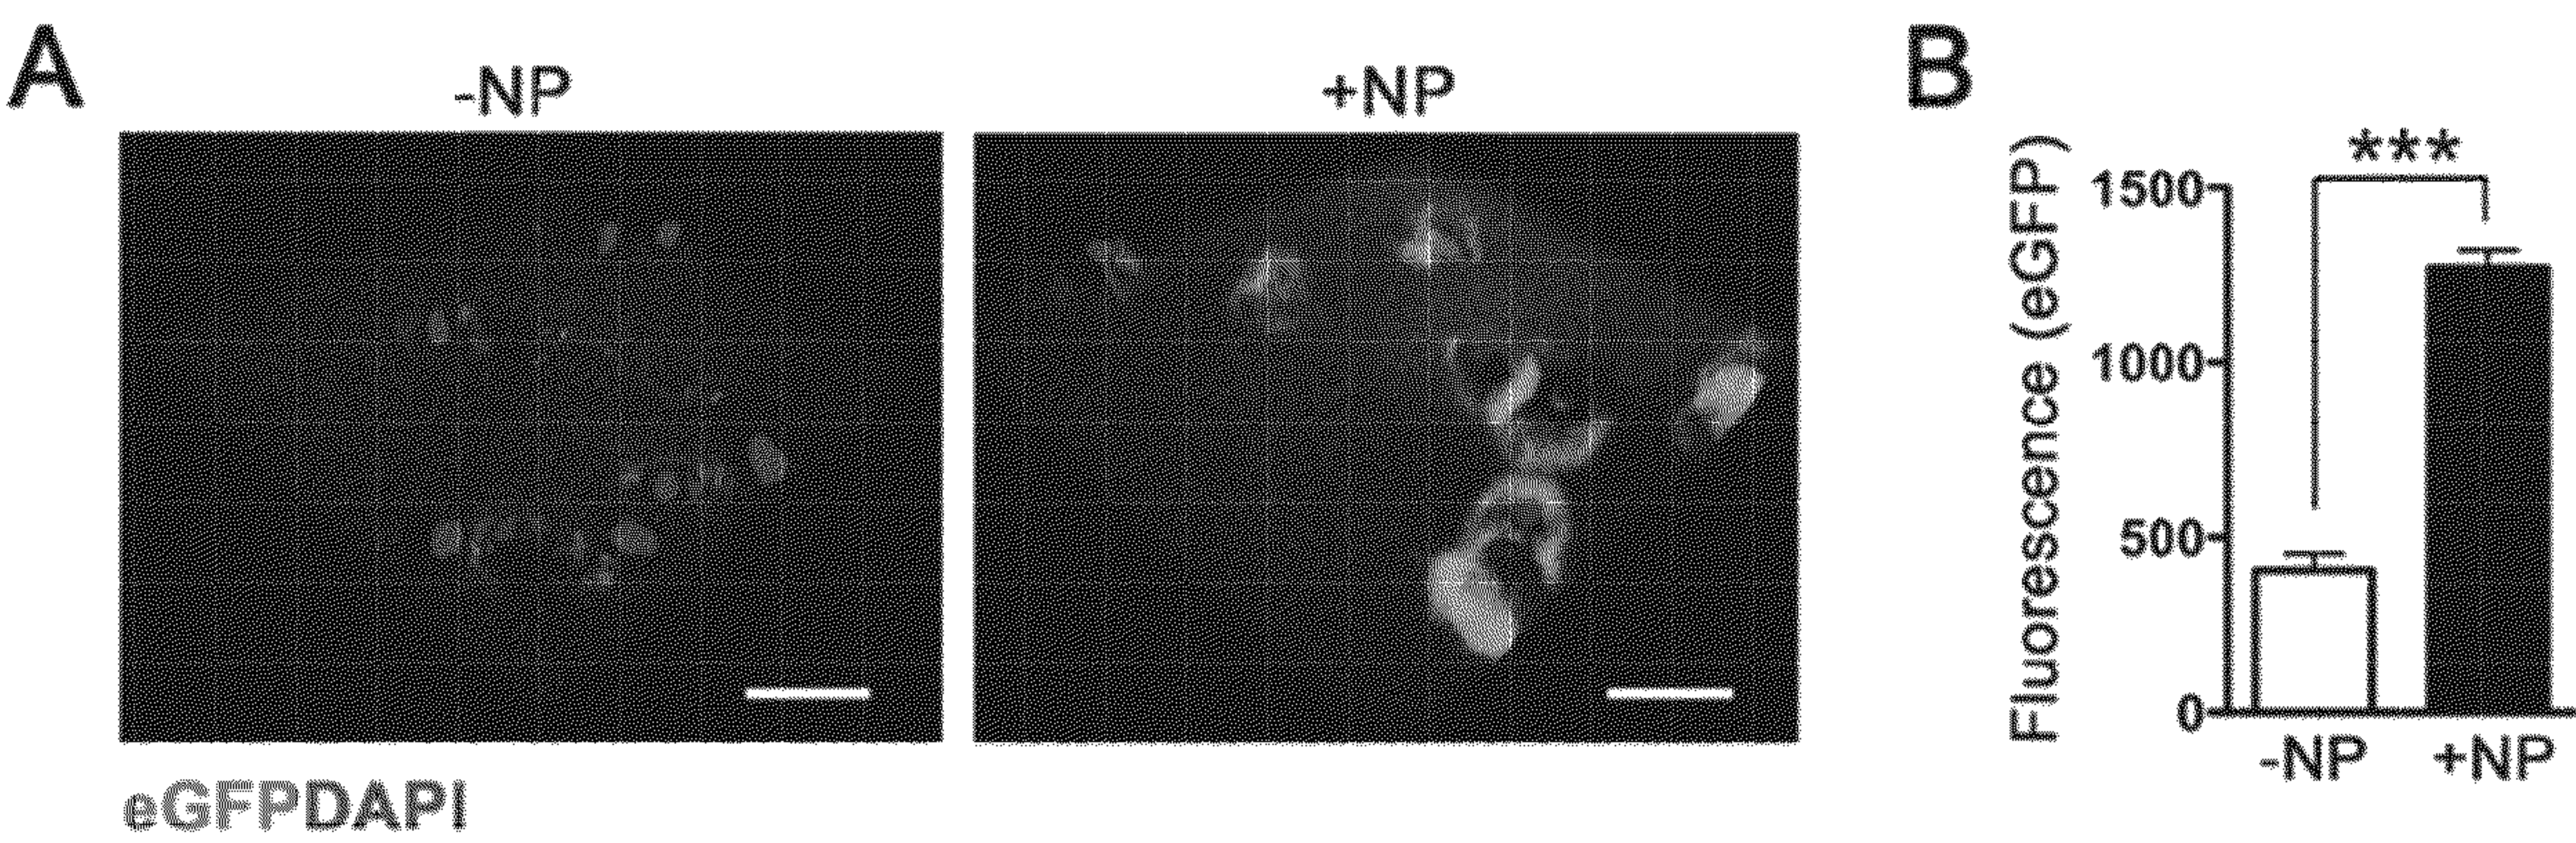 A
-NP
+NP
eGFPDAPI
B
***
Fluorescence (eGFP)
1500
1000
500
0
-NP
+NP